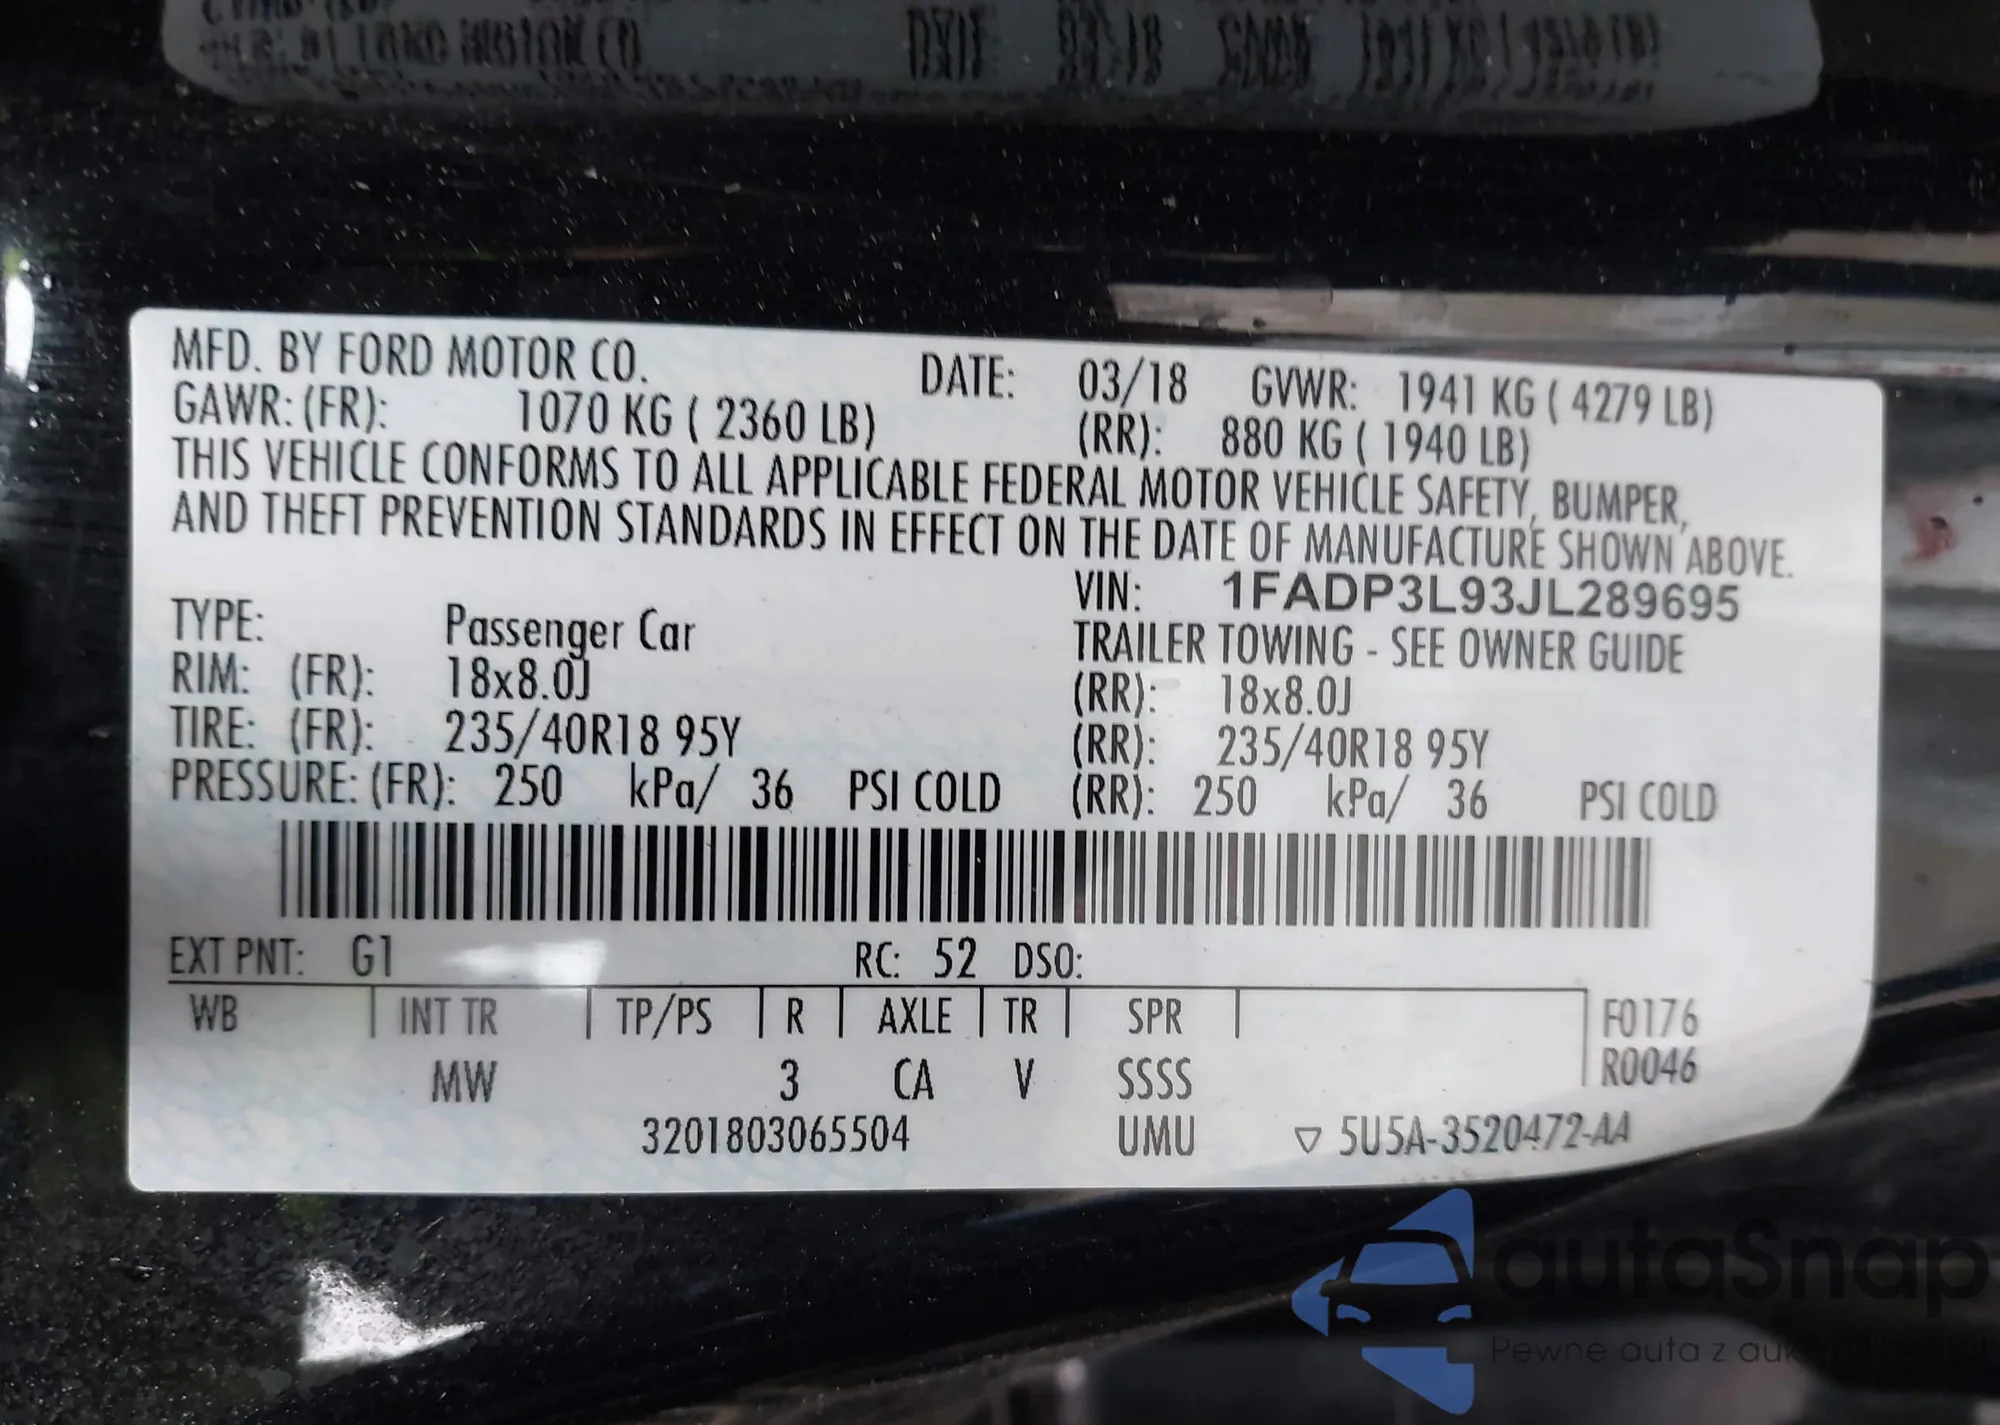 MFD. BY FORD MOTOR CO. DATE: 03/18 GVWR: 1941 KG ( 4279 LB)
GAWR: (FR): 1070 KG ( 2360 LB) (RR): 880 KG ( 1940 LB)
THIS VEHICLE CONFORMS TO ALL APPLICABLE FEDERAL MOTOR VEHICLE SAFETY, BUMPER,
AND THEFT PREVENTION STANDARDS IN EFFECT ON THE DATE OF MANUFACTURE SHOWN ABOVE.
VIN: 1FADP3L93JL289695
TYPE: Passenger Car TRAILER TOWING - SEE OWNER GUIDE
RIM: (FR): 18x8.0J (RR): 18x8.0J
TIRE: (FR): 235/40R18 95Y (RR): 235/40R18 95Y
PRESSURE: (FR): 250 kPa/ 36 PSI COLD (RR): 250 kPa/ 36 PSI COLD
EXT PNT: G1 RC: 52 DSO:
WB INT TR TP/PS R AXLE TR SPR F0176
MW 3 CA V SSSS R0046
3201803065504 UMU ▽ 5U5A-3520472-AA
autaSnap
Pewne auta z